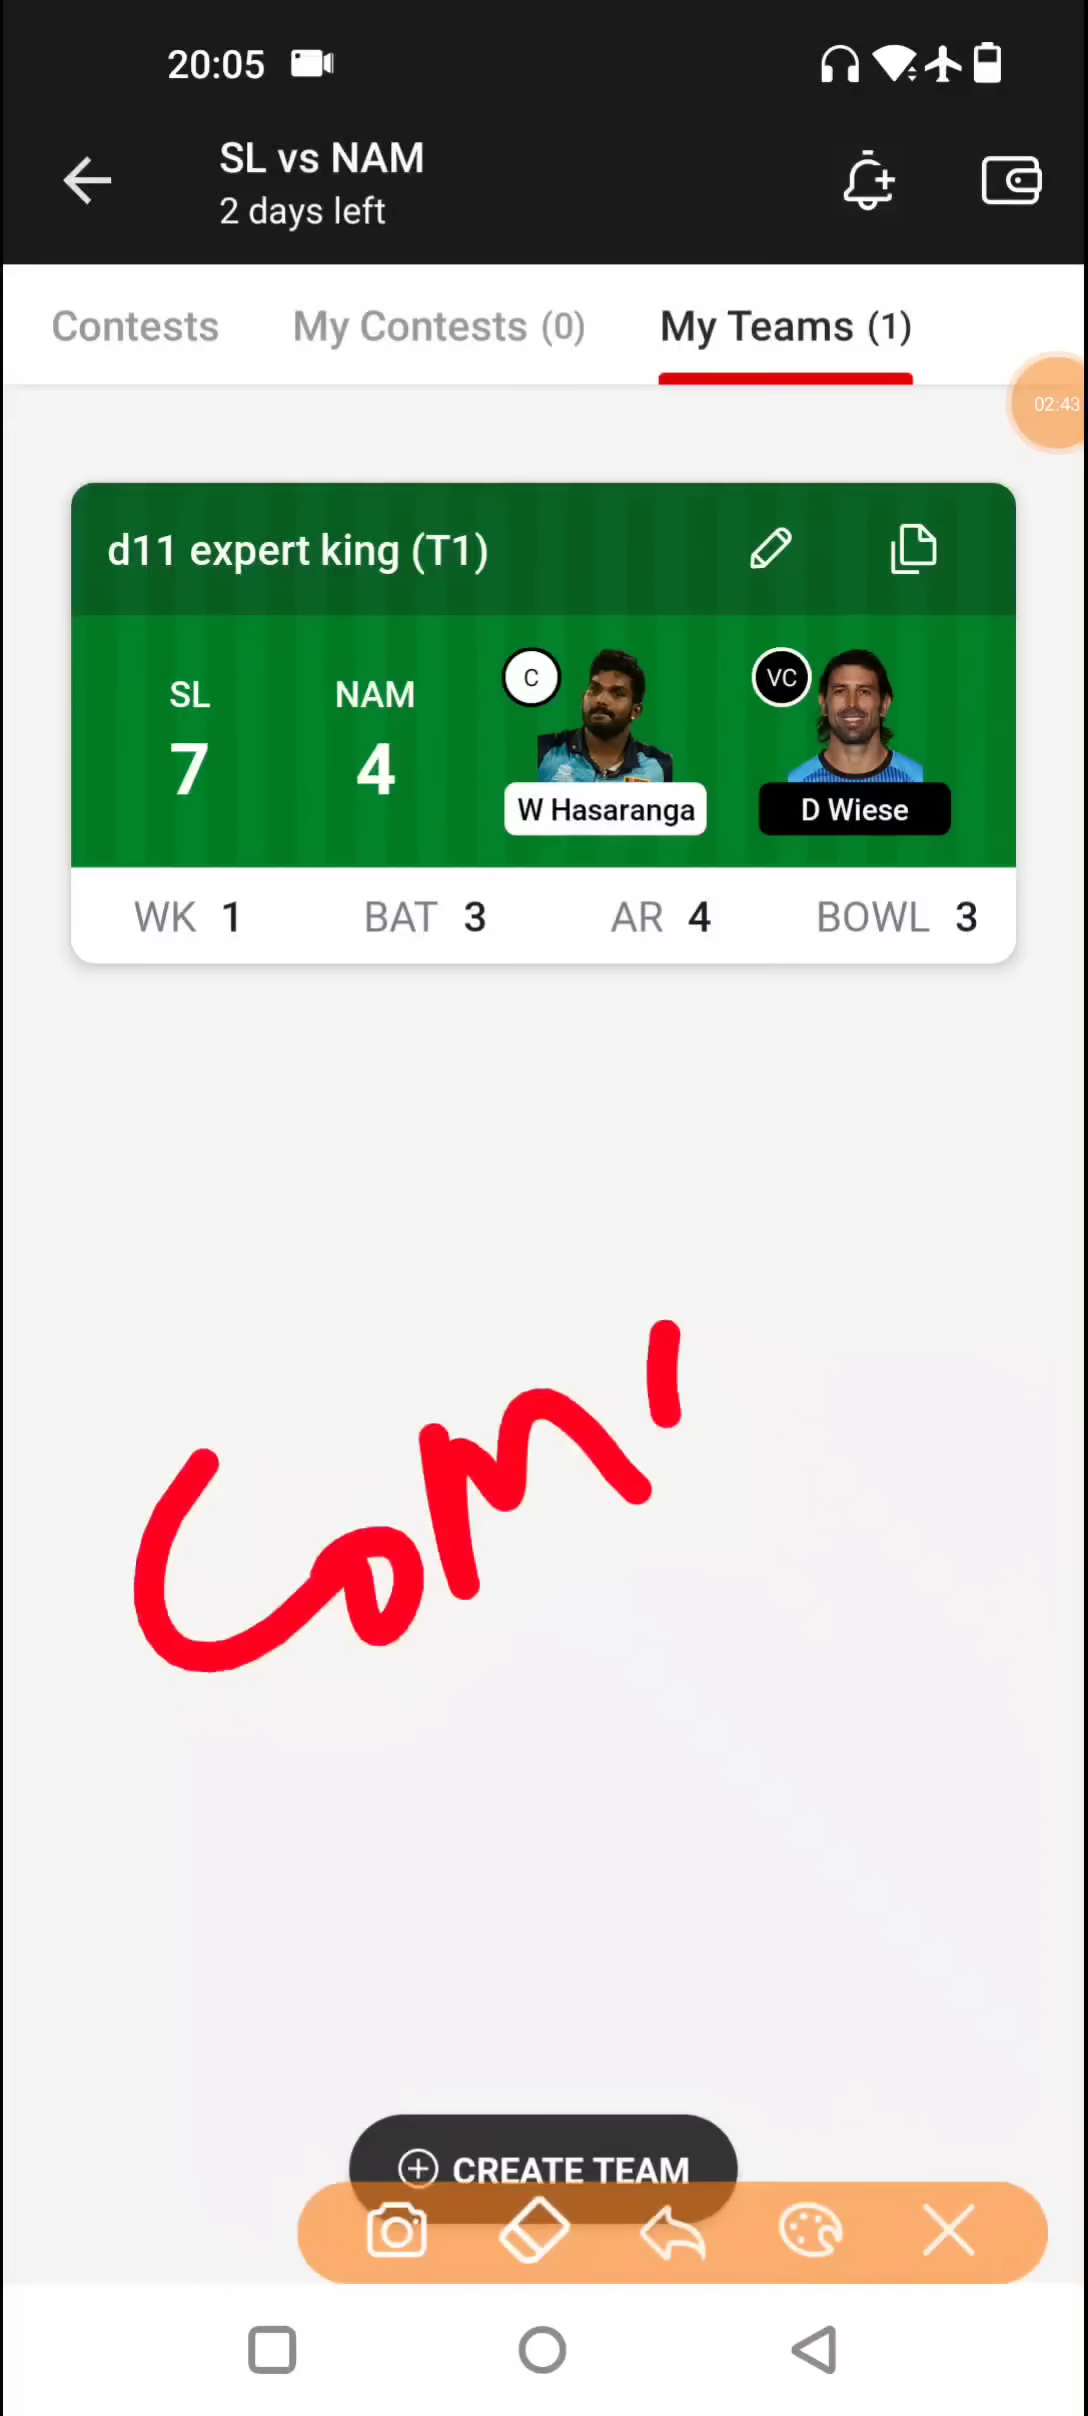 20:05
SL vs NAM
2 days left
Contests My Contests (0) My Teams (1)
02:43
d11 expert king (T1)
SL NAM C VC
7 4
W Hasaranga D Wiese
WK 1 BAT 3 AR 4 BOWL 3
COMI
CREATE TEAM